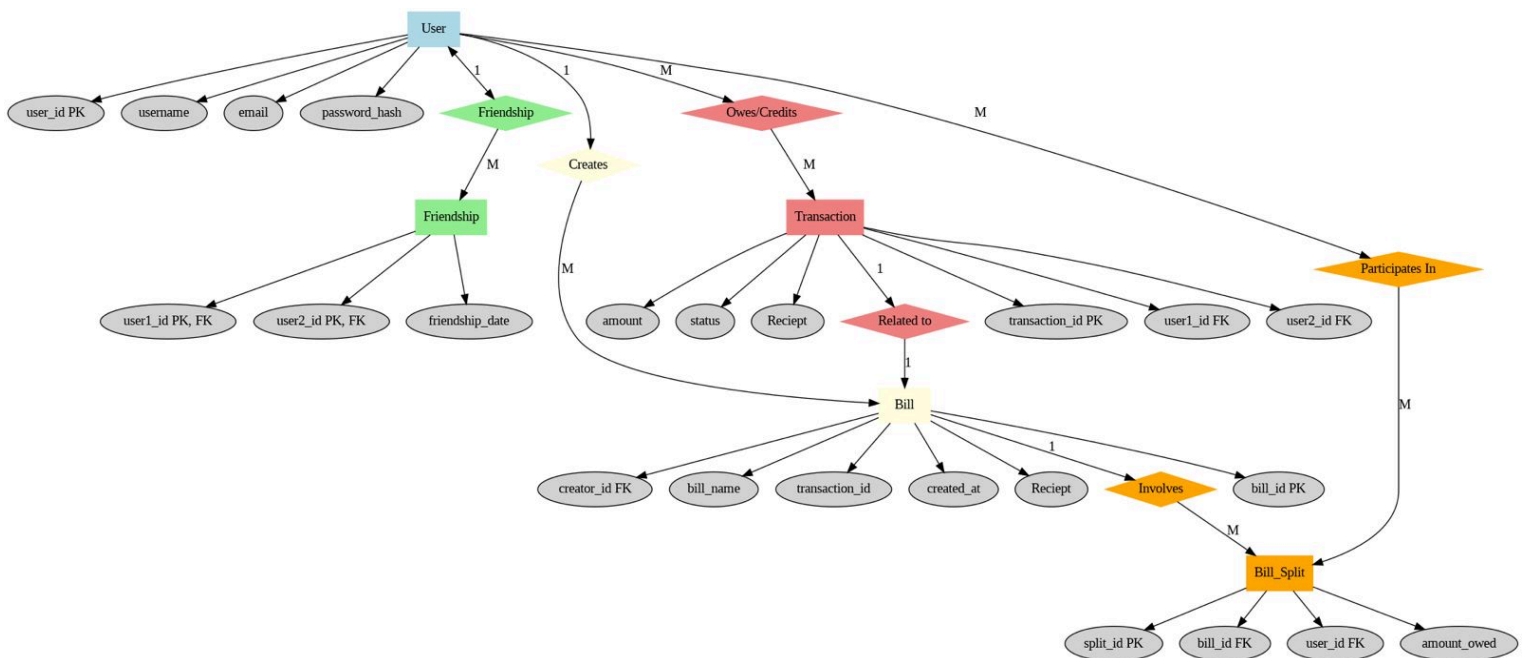 User
1
1
M
M
user_id PK
username
email
password_hash
Friendship
Owes/Credits
Creates
M
M
Friendship
Transaction
M
1
Participates In
user1_id PK, FK
user2_id PK, FK
friendship_date
amount
status
Reciept
Related to
transaction_id PK
user1_id FK
user2_id FK
1
Bill
M
1
creator_id FK
bill_name
transaction_id
created_at
Reciept
Involves
bill_id PK
M
Bill_Split
split_id PK
bill_id FK
user_id FK
amount_owed